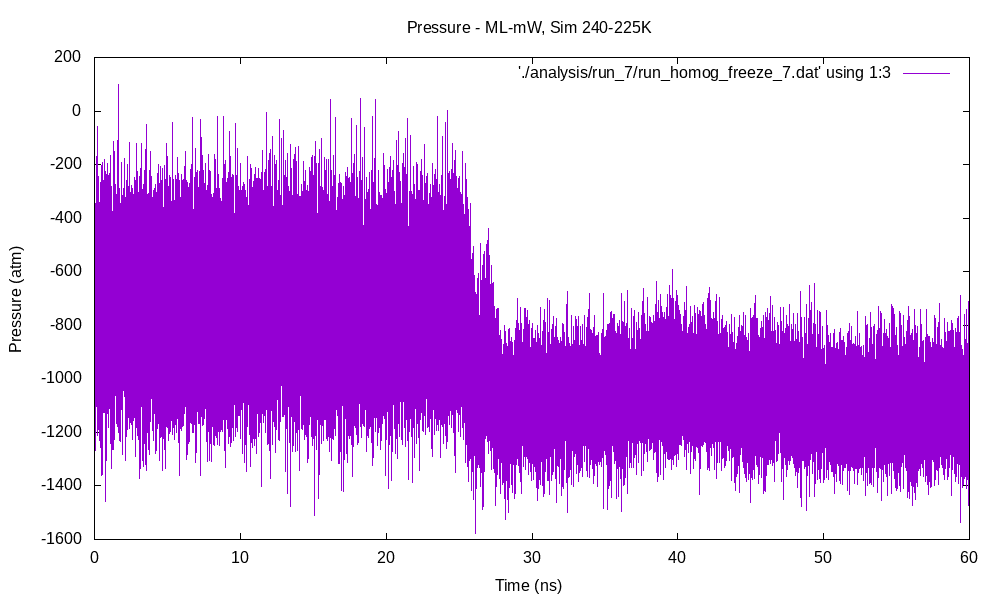 Pressure - ML-mW, Sim 240-225K
'./analysis/run_7/run_homog_freeze_7.dat' using 1:3
200
0
-200
-400
-600
-800
-1000
-1200
-1400
-1600
Pressure (atm)
0 10 20 30 40 50 60
Time (ns)